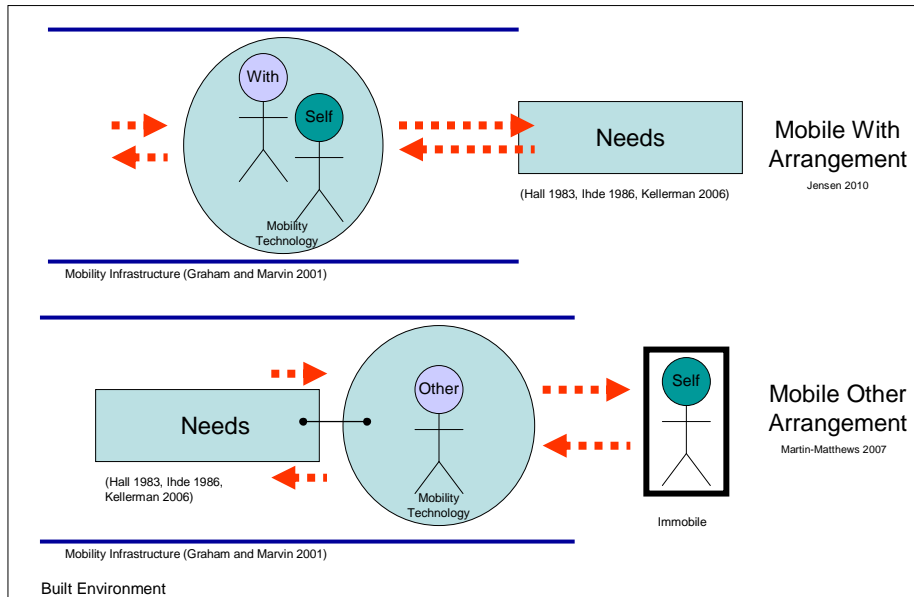 With
Self
Mobility
Technology
Needs
(Hall 1983, Ihde 1986, Kellerman 2006)
Mobile With
Arrangement
Jensen 2010
Mobility Infrastructure (Graham and Marvin 2001)
Needs
(Hall 1983, Ihde 1986,
Kellerman 2006)
Other
Mobility
Technology
Self
Immobile
Mobile Other
Arrangement
Martin-Matthews 2007
Mobility Infrastructure (Graham and Marvin 2001)
Built Environment